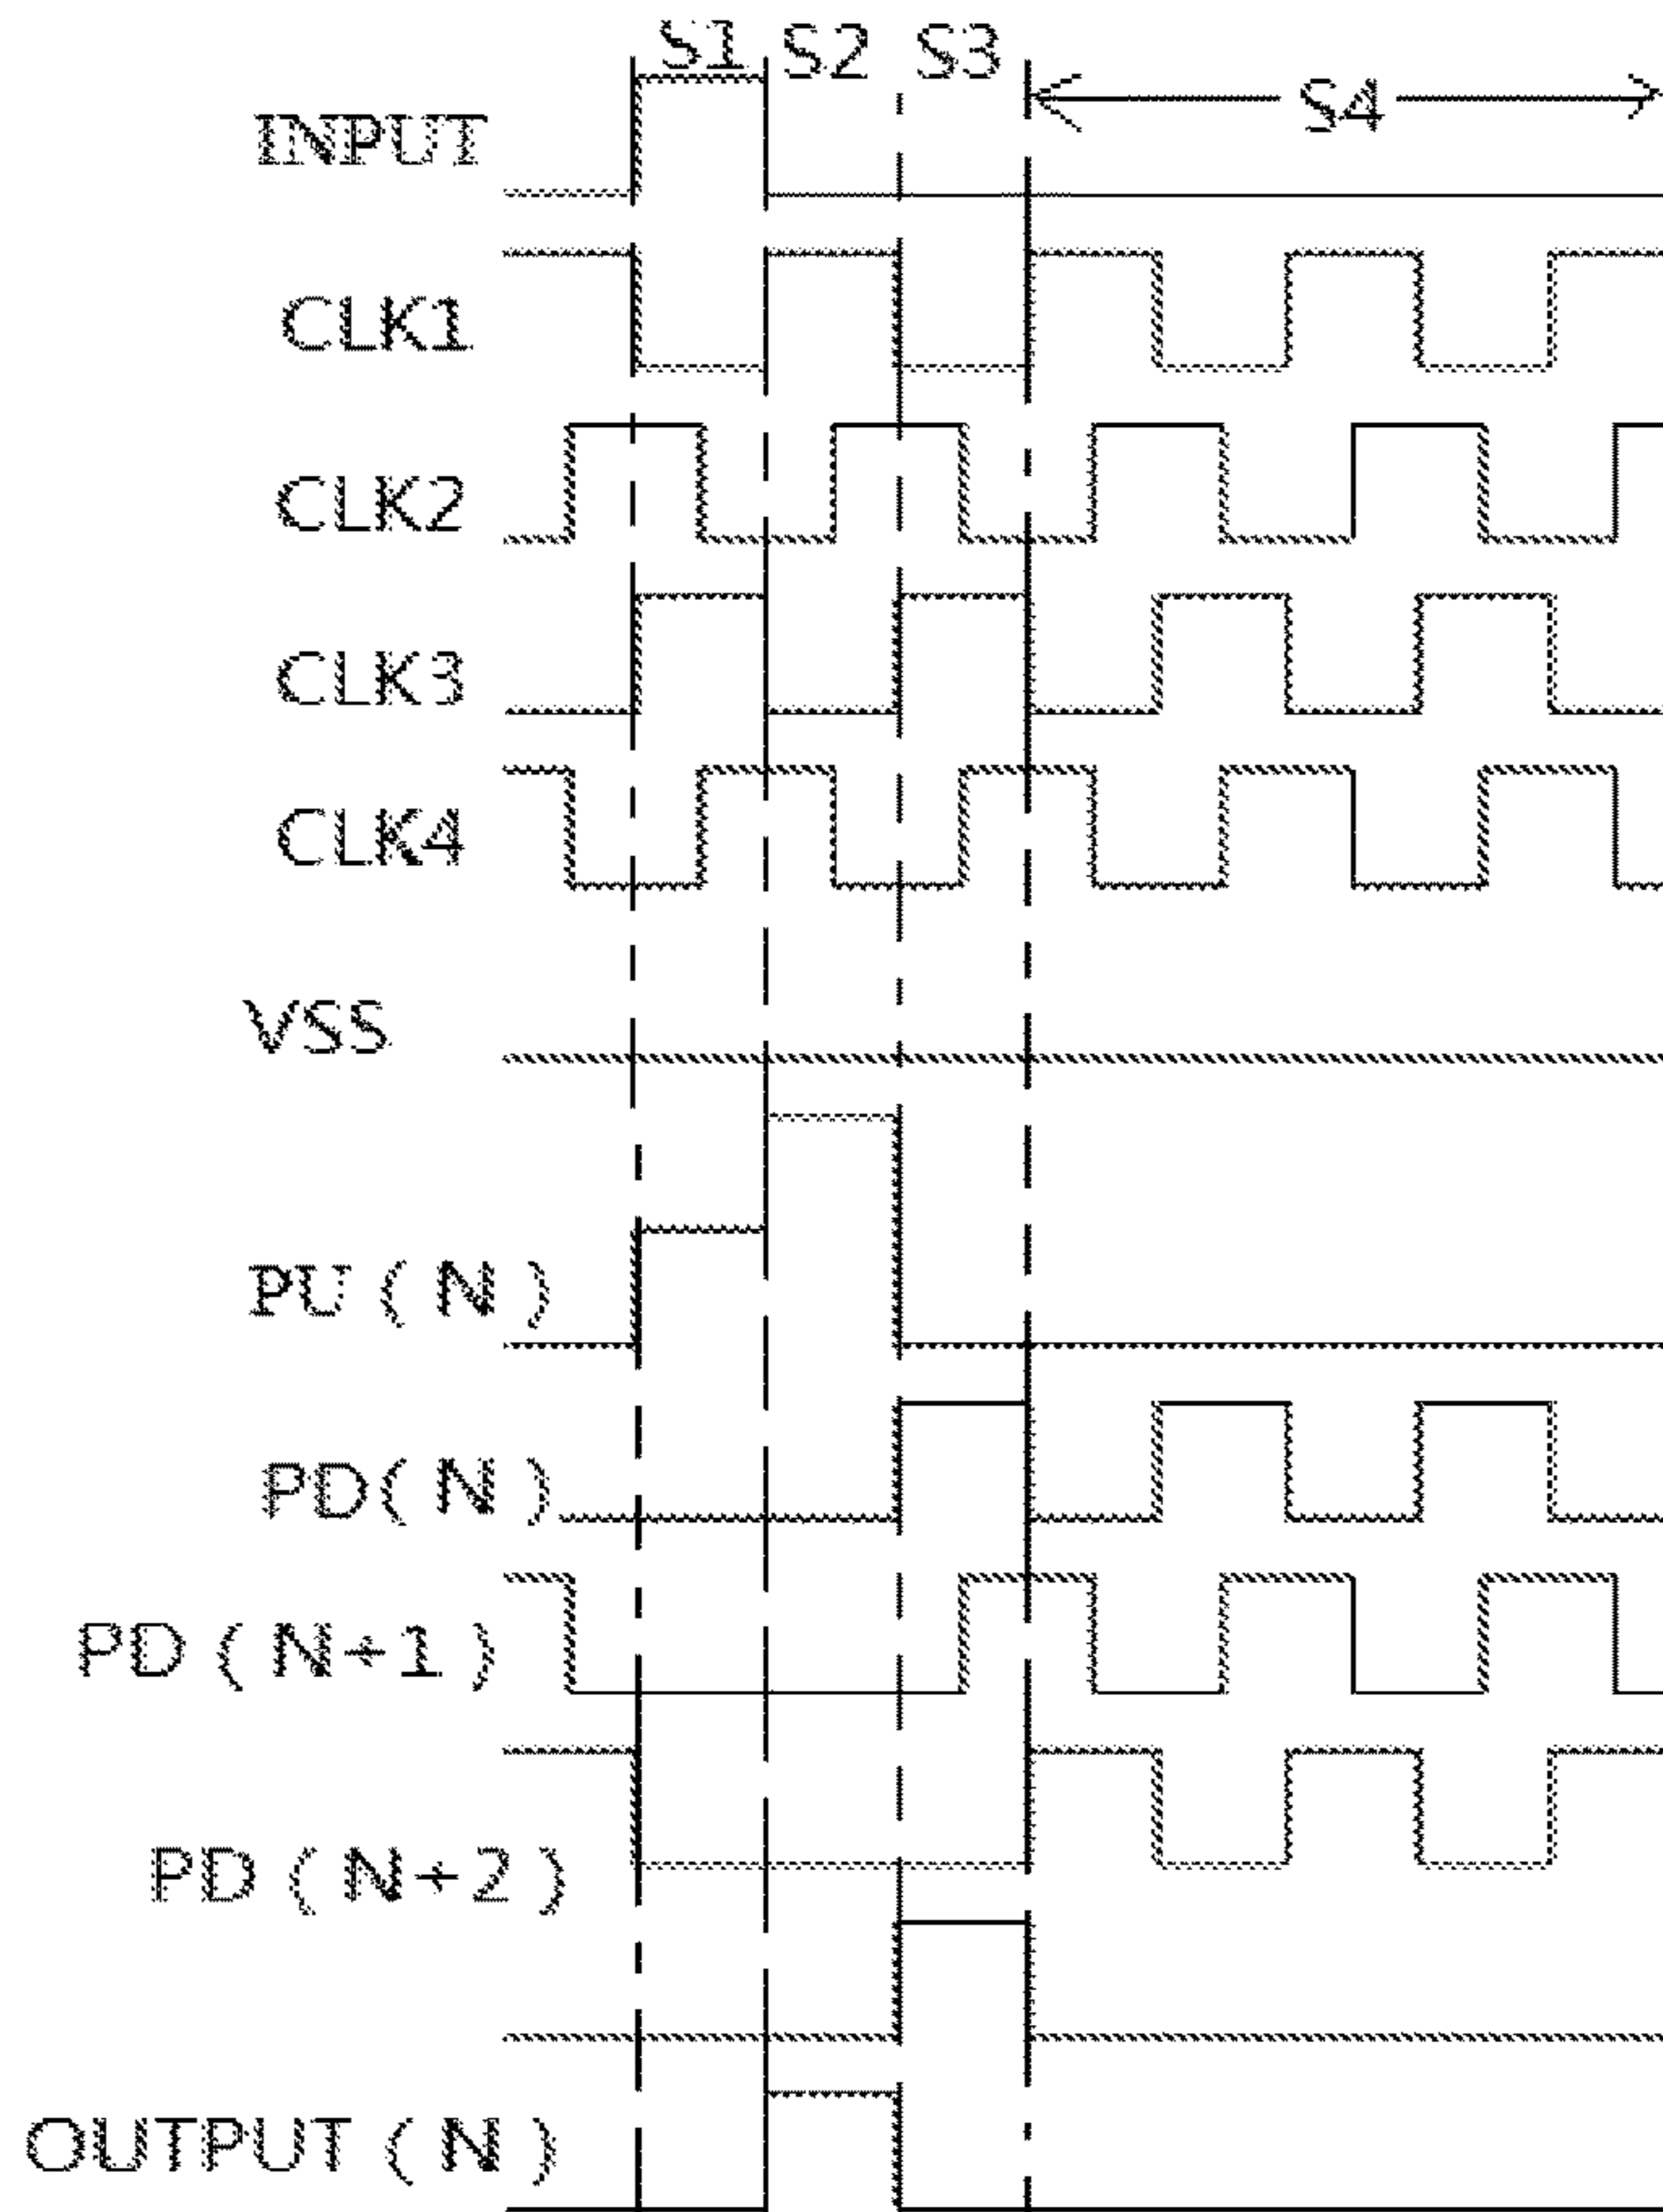 S1 S2 S3
S4
INPUT
CLK1
CLK2
CLK3
CLK4
VSS
PU(N)
PD(N)
PD(N+1)
PD(N+2)
OUTPUT(N)